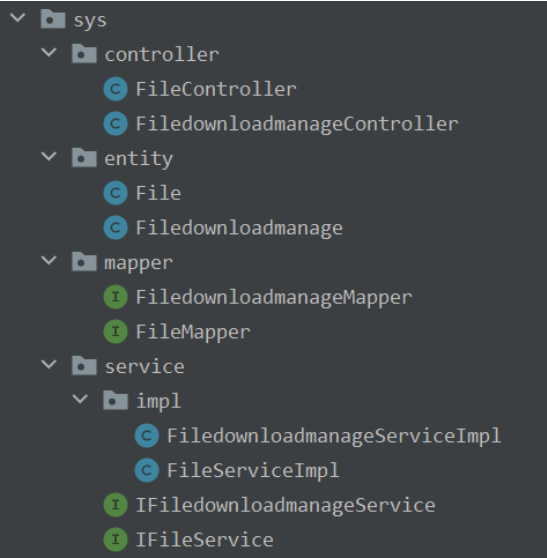 sys
controller
C FileController
C FiledownloadmanageController
entity
C File
C Filedownloadmanage
mapper
I FiledownloadmanageMapper
I FileMapper
service
impl
C FiledownloadmanageServiceImpl
C FileServiceImpl
I IFiledownloadmanageService
I IFileService